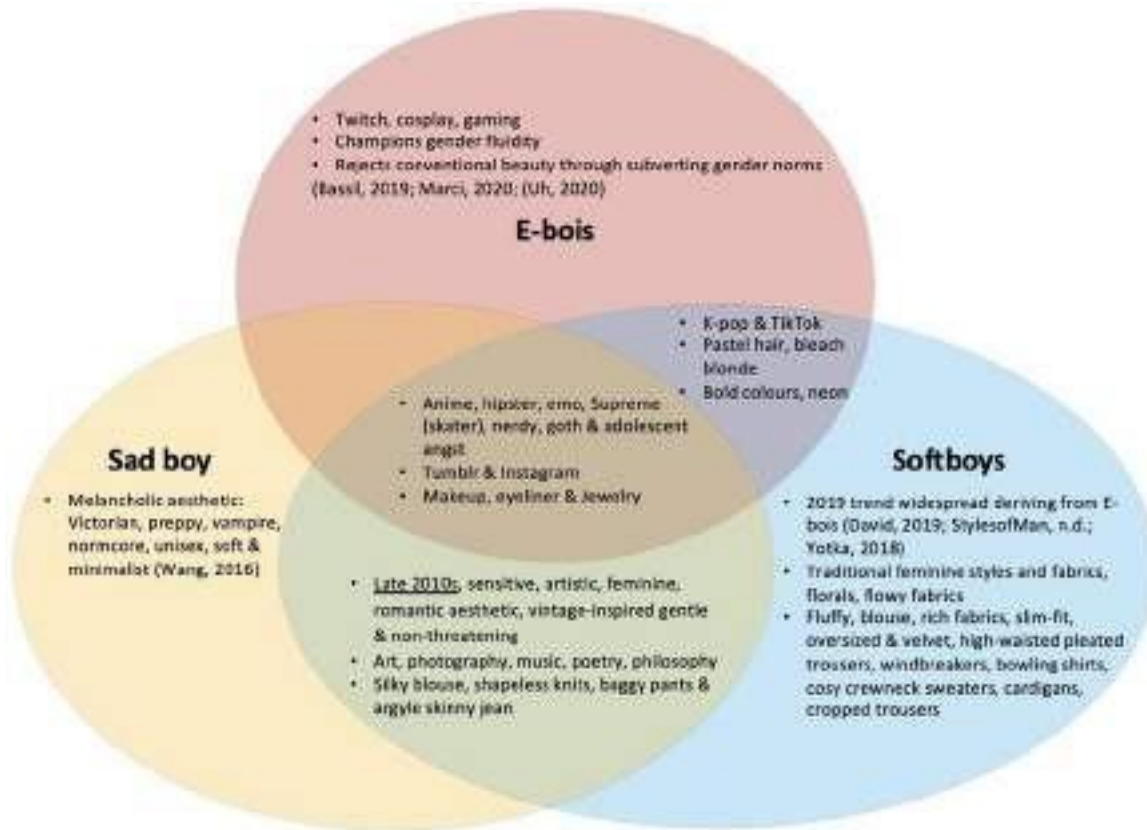 • Twitch, cosplay, gaming
• Champions gender fluidity
• Rejects conventional beauty through subverting gender norms
(Bassil, 2019; Marci, 2020; (Uh, 2020)
E-bois
• K-pop & TikTok
• Pastel hair, bleach
blonde
• Bold colours, neon
• Anime, hipster, emo, Supreme
(skater), nerdy, goth & adolescent
angst
• Tumblr & Instagram
• Makeup, eyeliner & Jewelry
Sad boy
• Melancholic aesthetic:
Victorian, preppy, vampire,
normcore, unisex, soft &
minimalist (Wang, 2016)
Softboys
• 2019 trend widespread deriving from E-
bois (David, 2019; StylesofMan, n.d.;
Yotka, 2018)
• Traditional feminine styles and fabrics,
florals, flowy fabrics
• Fluffy, blouse, rich fabrics, slim-fit,
oversized & velvet, high-waisted pleated
trousers, windbreakers, bowling shirts,
cosy crewneck sweaters, cardigans,
cropped trousers
• Late 2010s, sensitive, artistic, feminine,
romantic aesthetic, vintage-inspired gentle
& non-threatening
• Art, photography, music, poetry, philosophy
• Silky blouse, shapeless knits, baggy pants &
argyle skinny jean